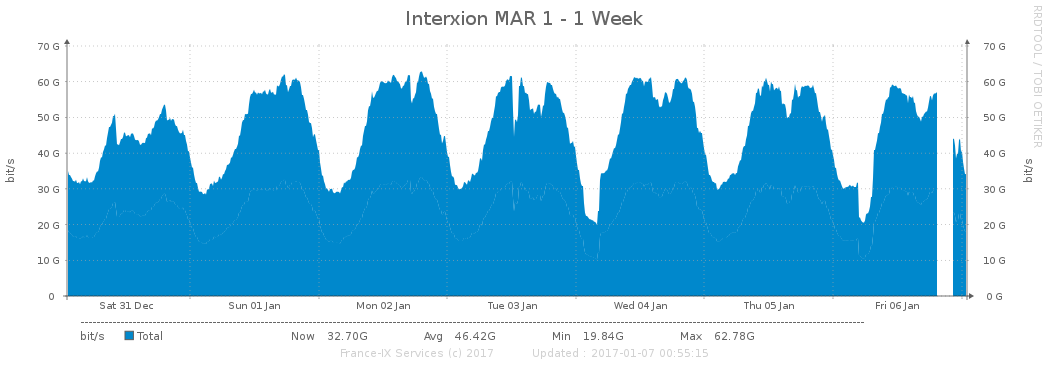 Interxion MAR 1 - 1 Week
RRDTOOL / TOBI OETIKER
bit/s
bit/s
70 G 70 G
60 G 60 G
50 G 50 G
40 G 40 G
30 G 30 G
20 G 20 G
10 G 10 G
0 0 G
Sat 31 Dec Sun 01 Jan Mon 02 Jan Tue 03 Jan Wed 04 Jan Thu 05 Jan Fri 06 Jan
bit/s Total Now 32.70G Avg 46.42G Min 19.84G Max 62.78G
France-IX Services (c) 2017 Updated : 2017-01-07 00:55:15